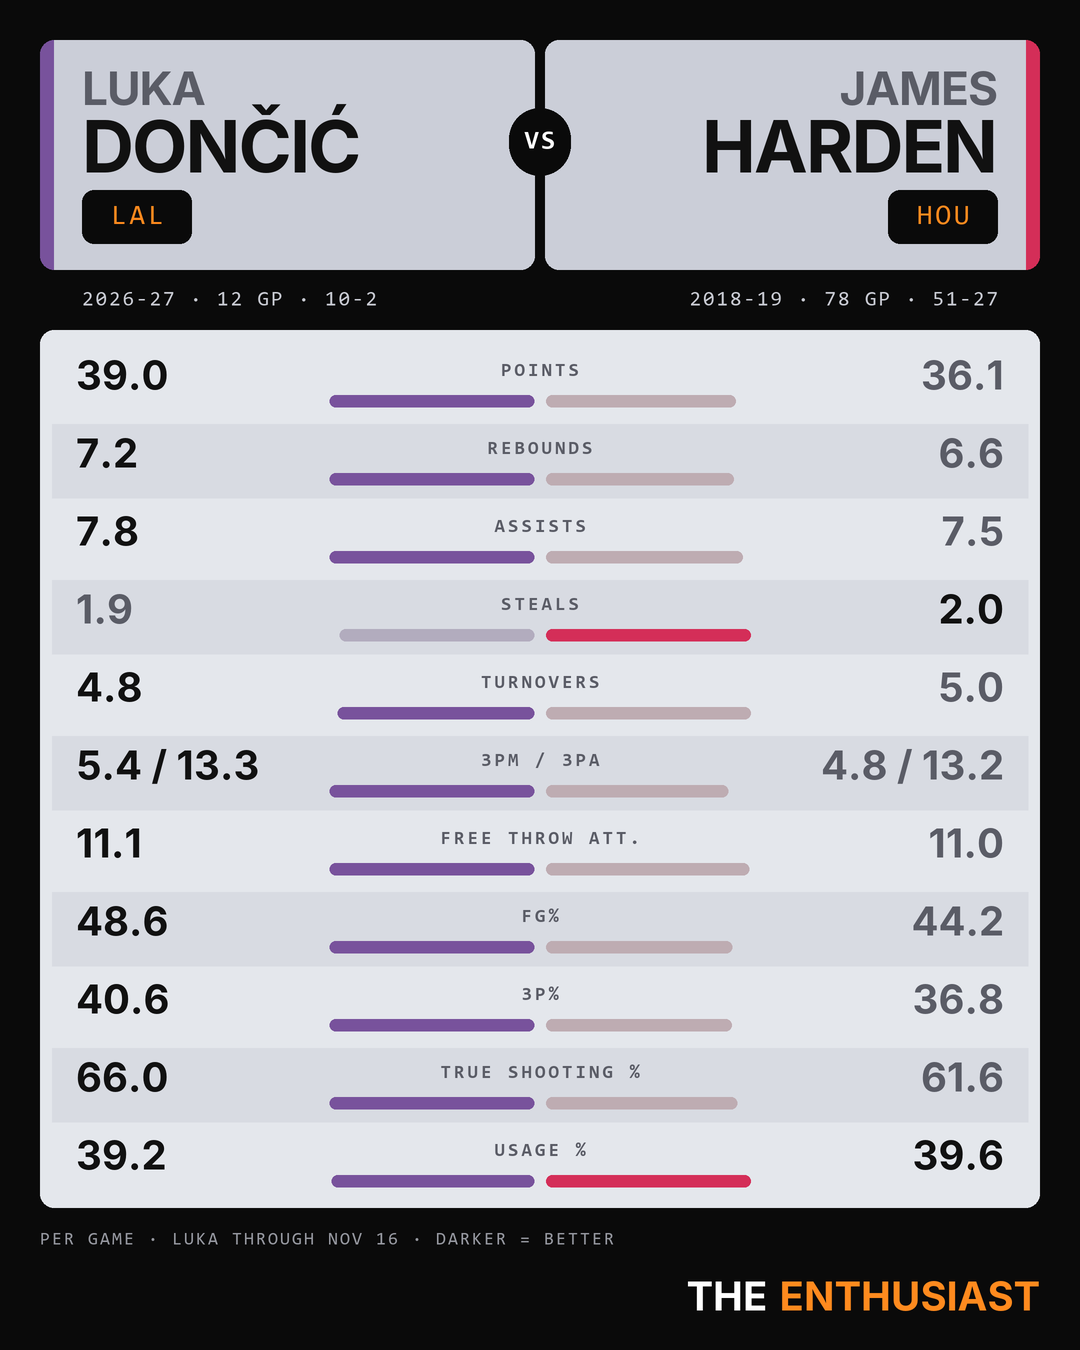 LUKA
DONČIĆ
LAL
VS
JAMES
HARDEN
HOU
2026-27 · 12 GP · 10-2
2018-19 · 78 GP · 51-27
39.0 POINTS 36.1
7.2 REBOUNDS 6.6
7.8 ASSISTS 7.5
1.9 STEALS 2.0
4.8 TURNOVERS 5.0
5.4 / 13.3 3PM / 3PA 4.8 / 13.2
11.1 FREE THROW ATT. 11.0
48.6 FG% 44.2
40.6 3P% 36.8
66.0 TRUE SHOOTING % 61.6
39.2 USAGE % 39.6
PER GAME · LUKA THROUGH NOV 16 · DARKER = BETTER
THE ENTHUSIAST